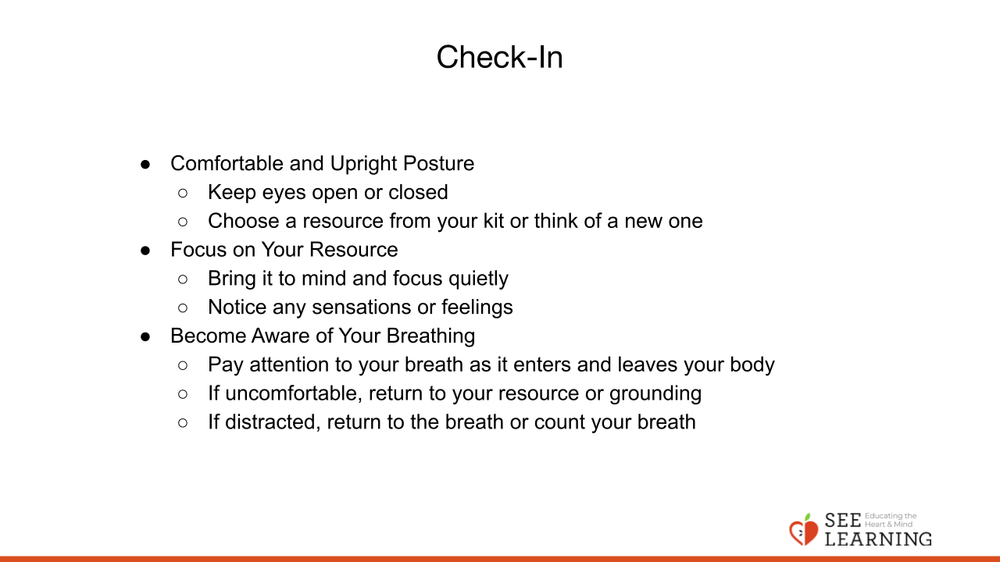 Check-In
● Comfortable and Upright Posture
○ Keep eyes open or closed
○ Choose a resource from your kit or think of a new one
● Focus on Your Resource
○ Bring it to mind and focus quietly
○ Notice any sensations or feelings
● Become Aware of Your Breathing
○ Pay attention to your breath as it enters and leaves your body
○ If uncomfortable, return to your resource or grounding
○ If distracted, return to the breath or count your breath
SEE Educating the
Heart & Mind
LEARNING